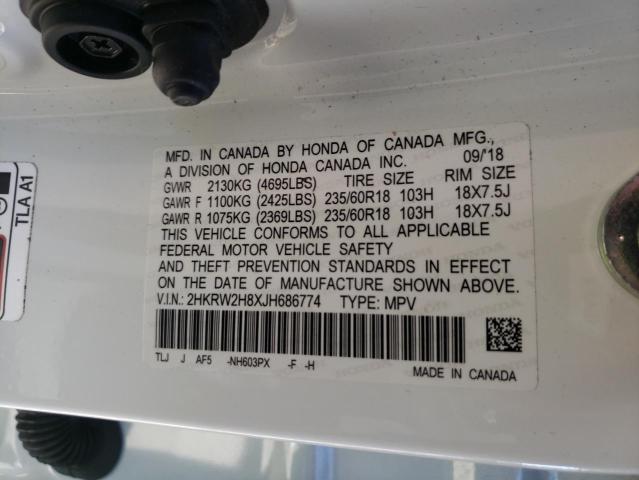 TLA A1
MFD. IN CANADA BY HONDA OF CANADA MFG.,
A DIVISION OF HONDA CANADA INC. 09/'18
GVWR 2130KG (4695LBS) TIRE SIZE RIM SIZE
GAWR F 1100KG (2425LBS) 235/60R18 103H 18X7.5J
GAWR R 1075KG (2369LBS) 235/60R18 103H 18X7.5J
THIS VEHICLE CONFORMS TO ALL APPLICABLE
FEDERAL MOTOR VEHICLE SAFETY
AND THEFT PREVENTION STANDARDS IN EFFECT
ON THE DATE OF MANUFACTURE SHOWN ABOVE.
V.I.N.: 2HKRW2H8XJH686774 TYPE: MPV
TLJ J AF5 -NH603PX -F -H
MADE IN CANADA